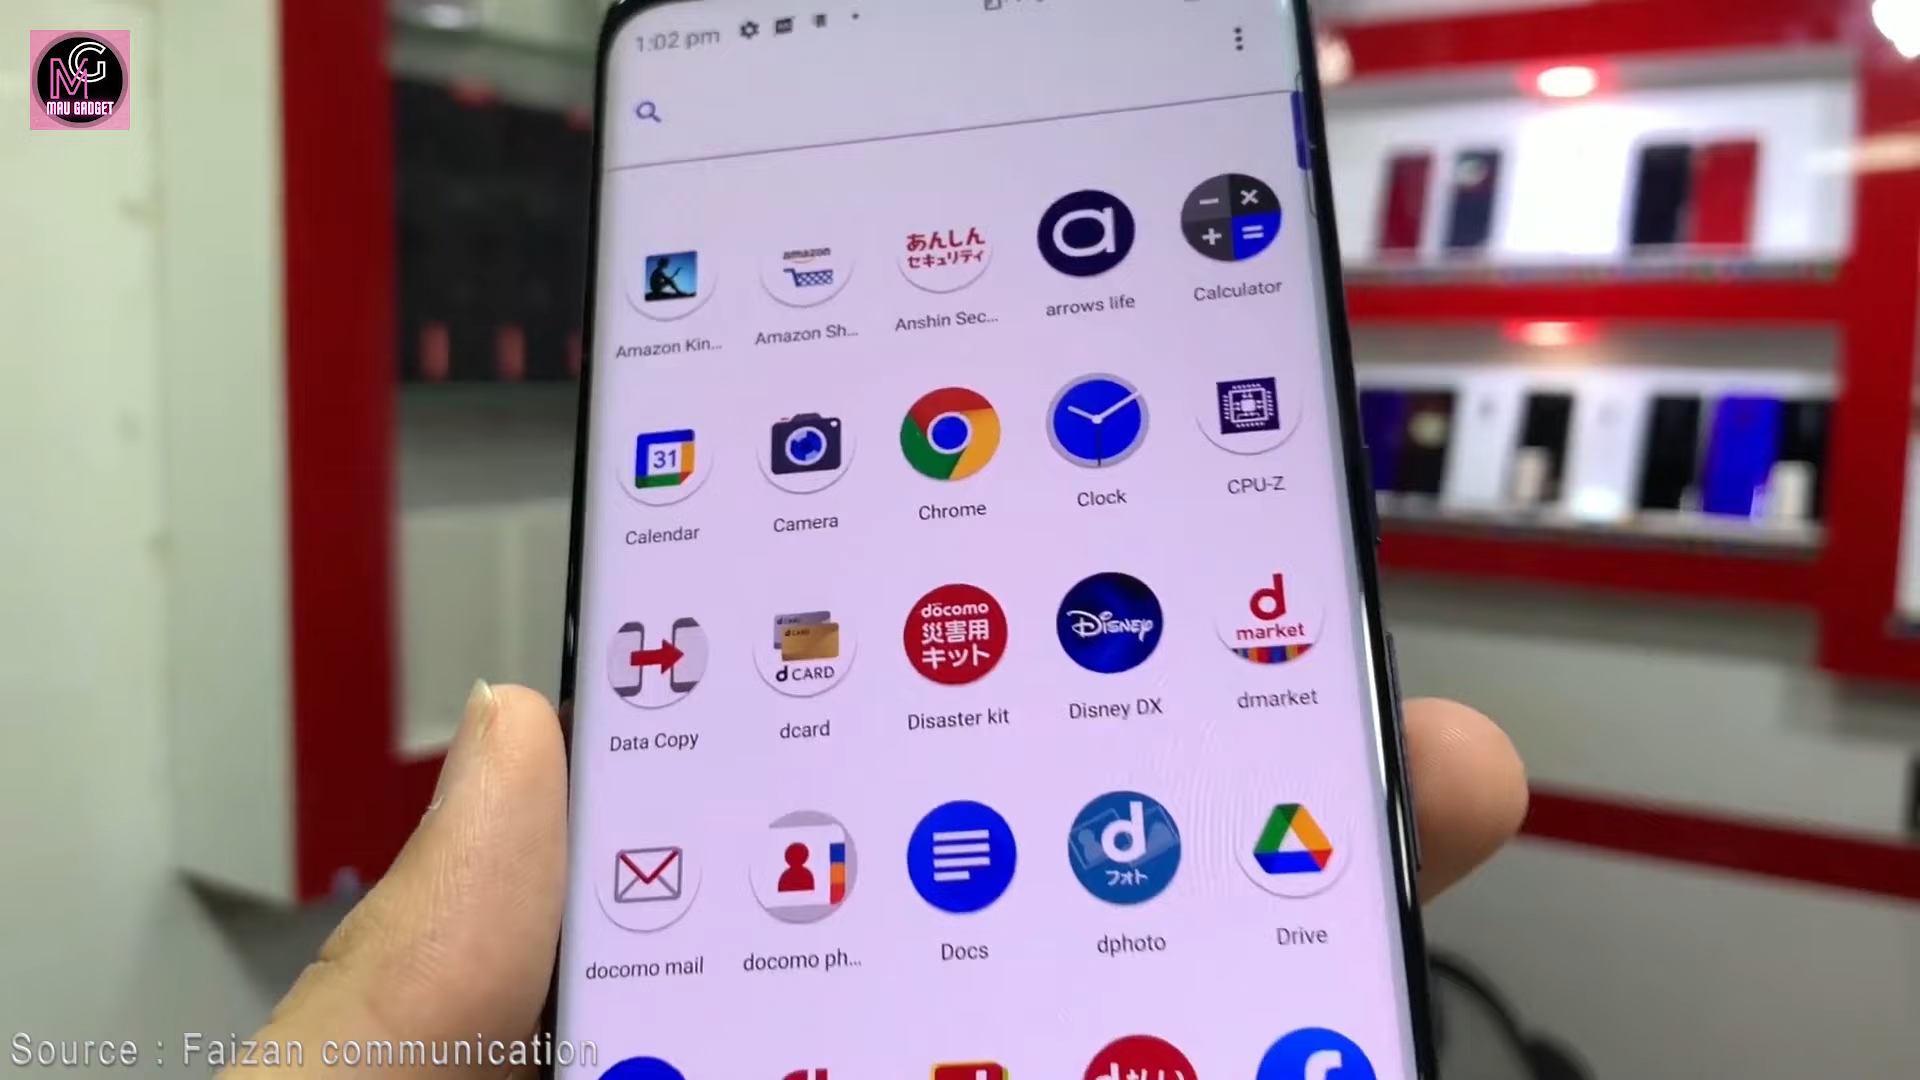 MG
MAU GADGET
1:02 pm
amazon
あんしん
セキュリティ
a
Amazon Kin...
Amazon Sh...
Anshin Sec...
arrows life
Calculator
31
Calendar
Camera
Chrome
Clock
CPU-Z
d CARD
döcomo
災害用
キット
Disney
d
market
Data Copy
dcard
Disaster kit
Disney DX
dmarket
d
フォト
docomo mail
docomo ph...
Docs
dphoto
Drive
Source : Faizan communication